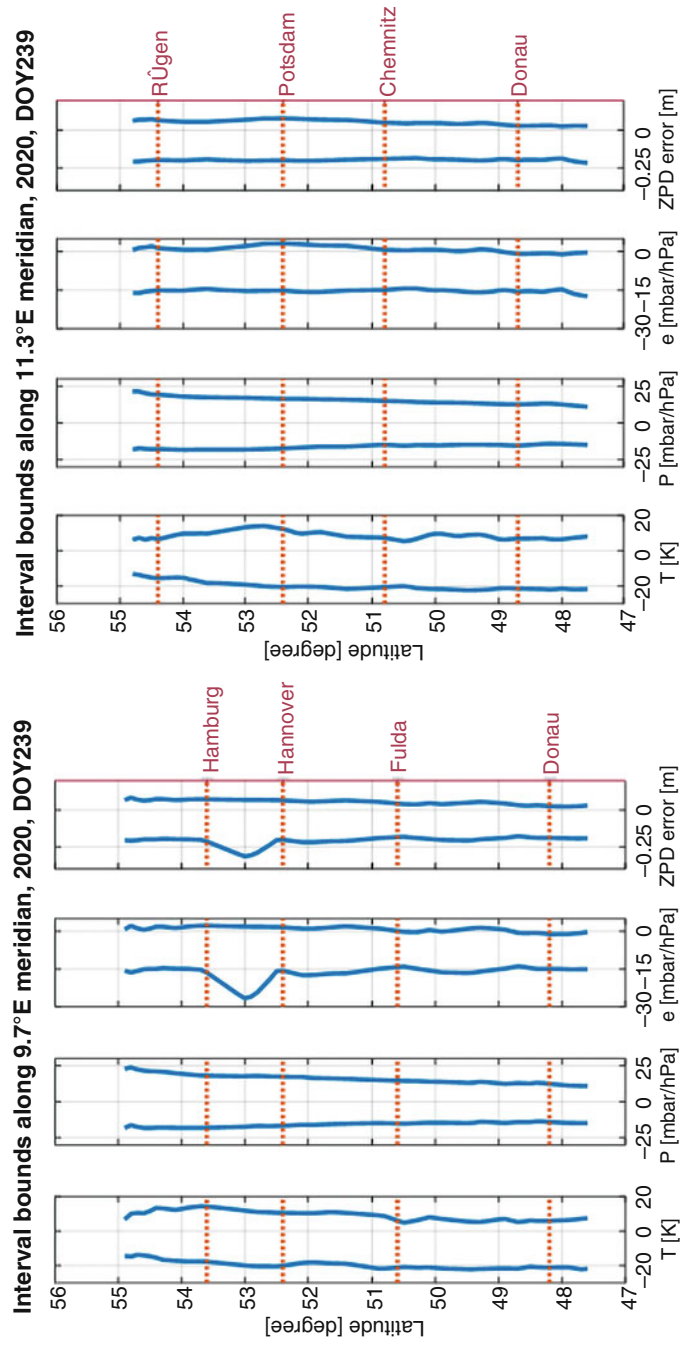 Interval bounds along 9.7°E meridian, 2020, DOY239
56
55
54
53
52
51
50
49
48
47
Latitude [degree]
−20 0 20
T [K]
−25 0 25
P [mbar/hPa]
−30 −15 0
e [mbar/hPa]
−0.25 0
ZPD error [m]
Hamburg
Hannover
Fulda
Donau
Interval bounds along 11.3°E meridian, 2020, DOY239
56
55
54
53
52
51
50
49
48
47
Latitude [degree]
−20 0 20
T [K]
−25 0 25
P [mbar/hPa]
−30 −15 0
e [mbar/hPa]
−0.25 0
ZPD error [m]
RÛgen
Potsdam
Chemnitz
Donau